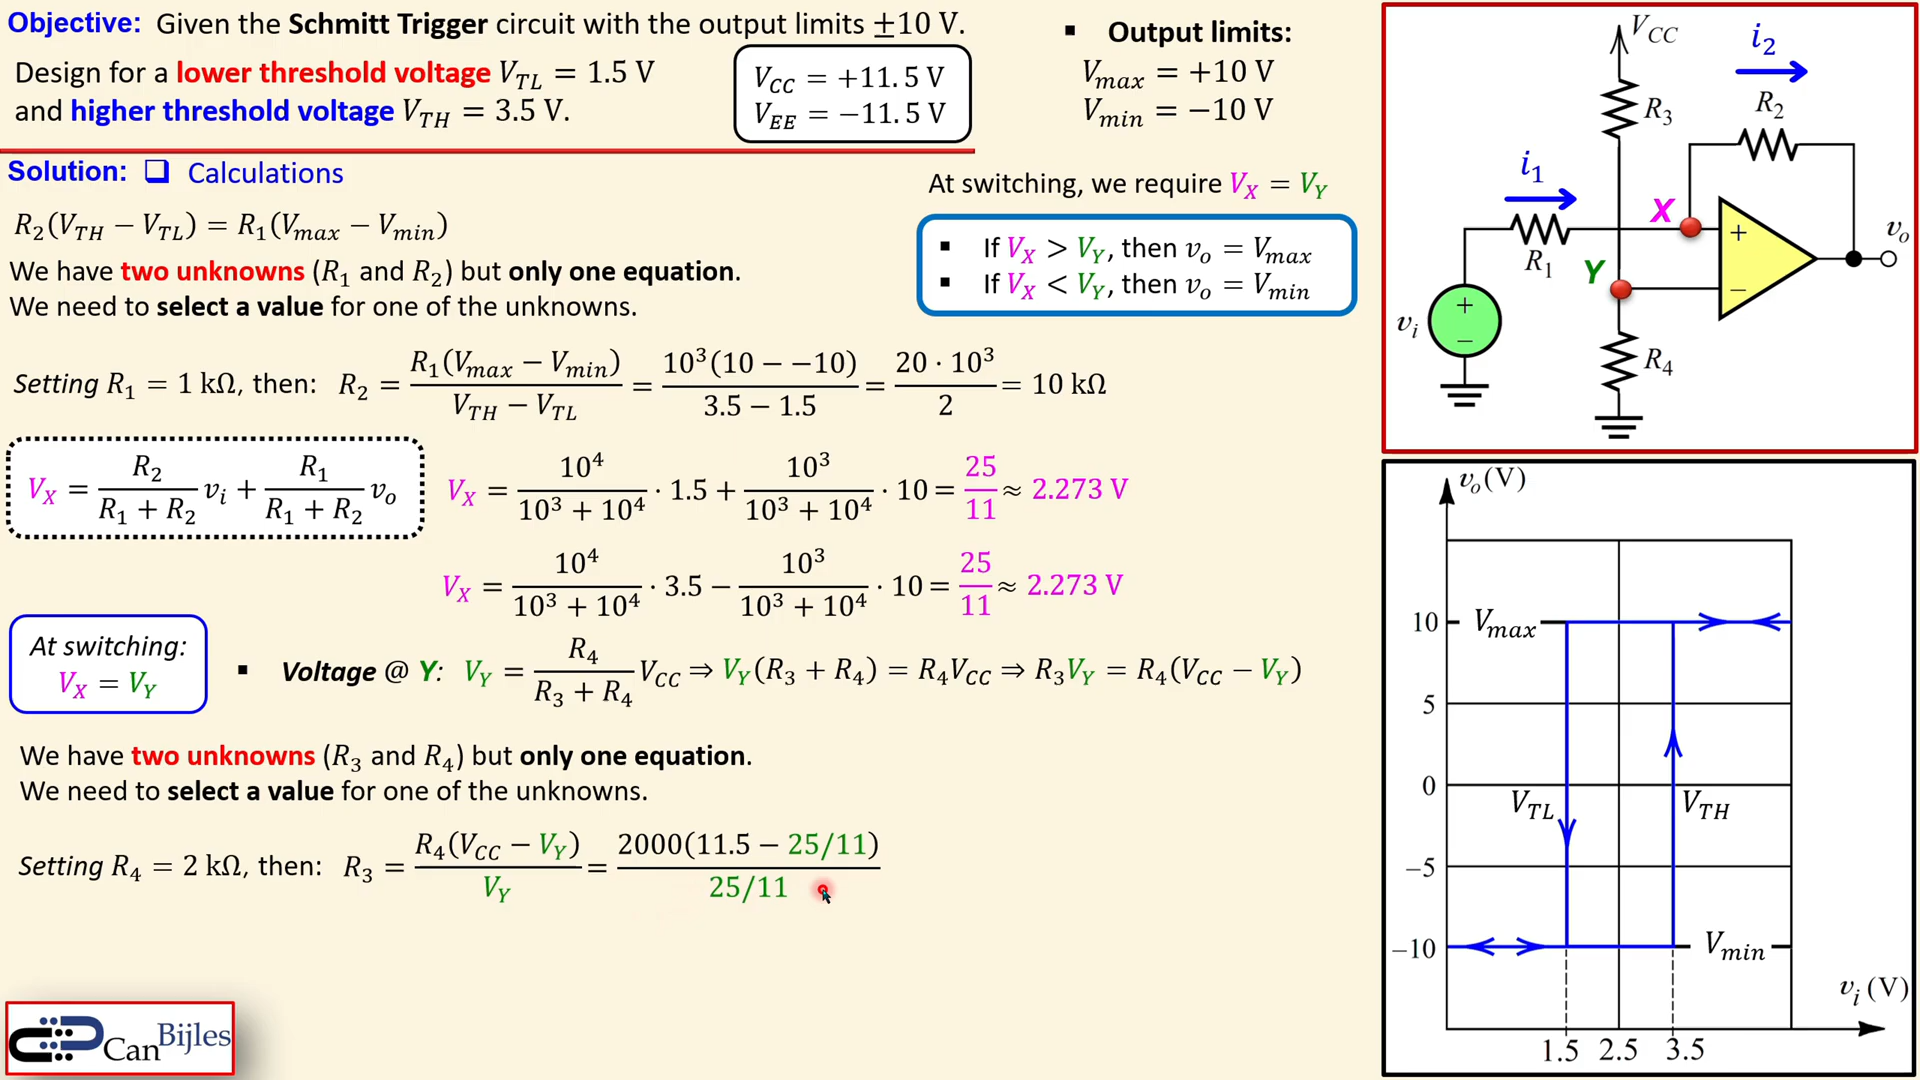 Objective: Given the Schmitt Trigger circuit with the output limits ±10 V.
Design for a lower threshold voltage V_TL = 1.5 V
and higher threshold voltage V_TH = 3.5 V.
V_CC = +11.5 V
V_EE = −11.5 V
▪ Output limits:
V_max = +10 V
V_min = −10 V
Solution: ❑ Calculations
R_2(V_TH − V_TL) = R_1(V_max − V_min)
We have two unknowns (R_1 and R_2) but only one equation.
We need to select a value for one of the unknowns.
At switching, we require V_X = V_Y
▪ If V_X > V_Y, then v_o = V_max
▪ If V_X < V_Y, then v_o = V_min
Setting R_1 = 1 kΩ, then: R_2 = R_1(V_max − V_min) / (V_TH − V_TL) = 10^3(10 − −10) / (3.5 − 1.5) = 20 · 10^3 / 2 = 10 kΩ
V_X = R_2 / (R_1 + R_2) v_i + R_1 / (R_1 + R_2) v_o
V_X = 10^4 / (10^3 + 10^4) · 1.5 + 10^3 / (10^3 + 10^4) · 10 = 25/11 ≈ 2.273 V
V_X = 10^4 / (10^3 + 10^4) · 3.5 − 10^3 / (10^3 + 10^4) · 10 = 25/11 ≈ 2.273 V
At switching:
V_X = V_Y
▪ Voltage @ Y: V_Y = R_4 / (R_3 + R_4) V_CC ⇒ V_Y(R_3 + R_4) = R_4V_CC ⇒ R_3V_Y = R_4(V_CC − V_Y)
We have two unknowns (R_3 and R_4) but only one equation.
We need to select a value for one of the unknowns.
Setting R_4 = 2 kΩ, then: R_3 = R_4(V_CC − V_Y) / V_Y = 2000(11.5 − 25/11) / 25/11
CanBijles
V_CC
i_2
R_3
R_2
i_1
X
+
v_o
R_1
Y
−
v_i
+
−
R_4
v_o(V)
10
V_max
5
0
V_TL
V_TH
−5
−10
V_min
v_i(V)
1.5 2.5 3.5